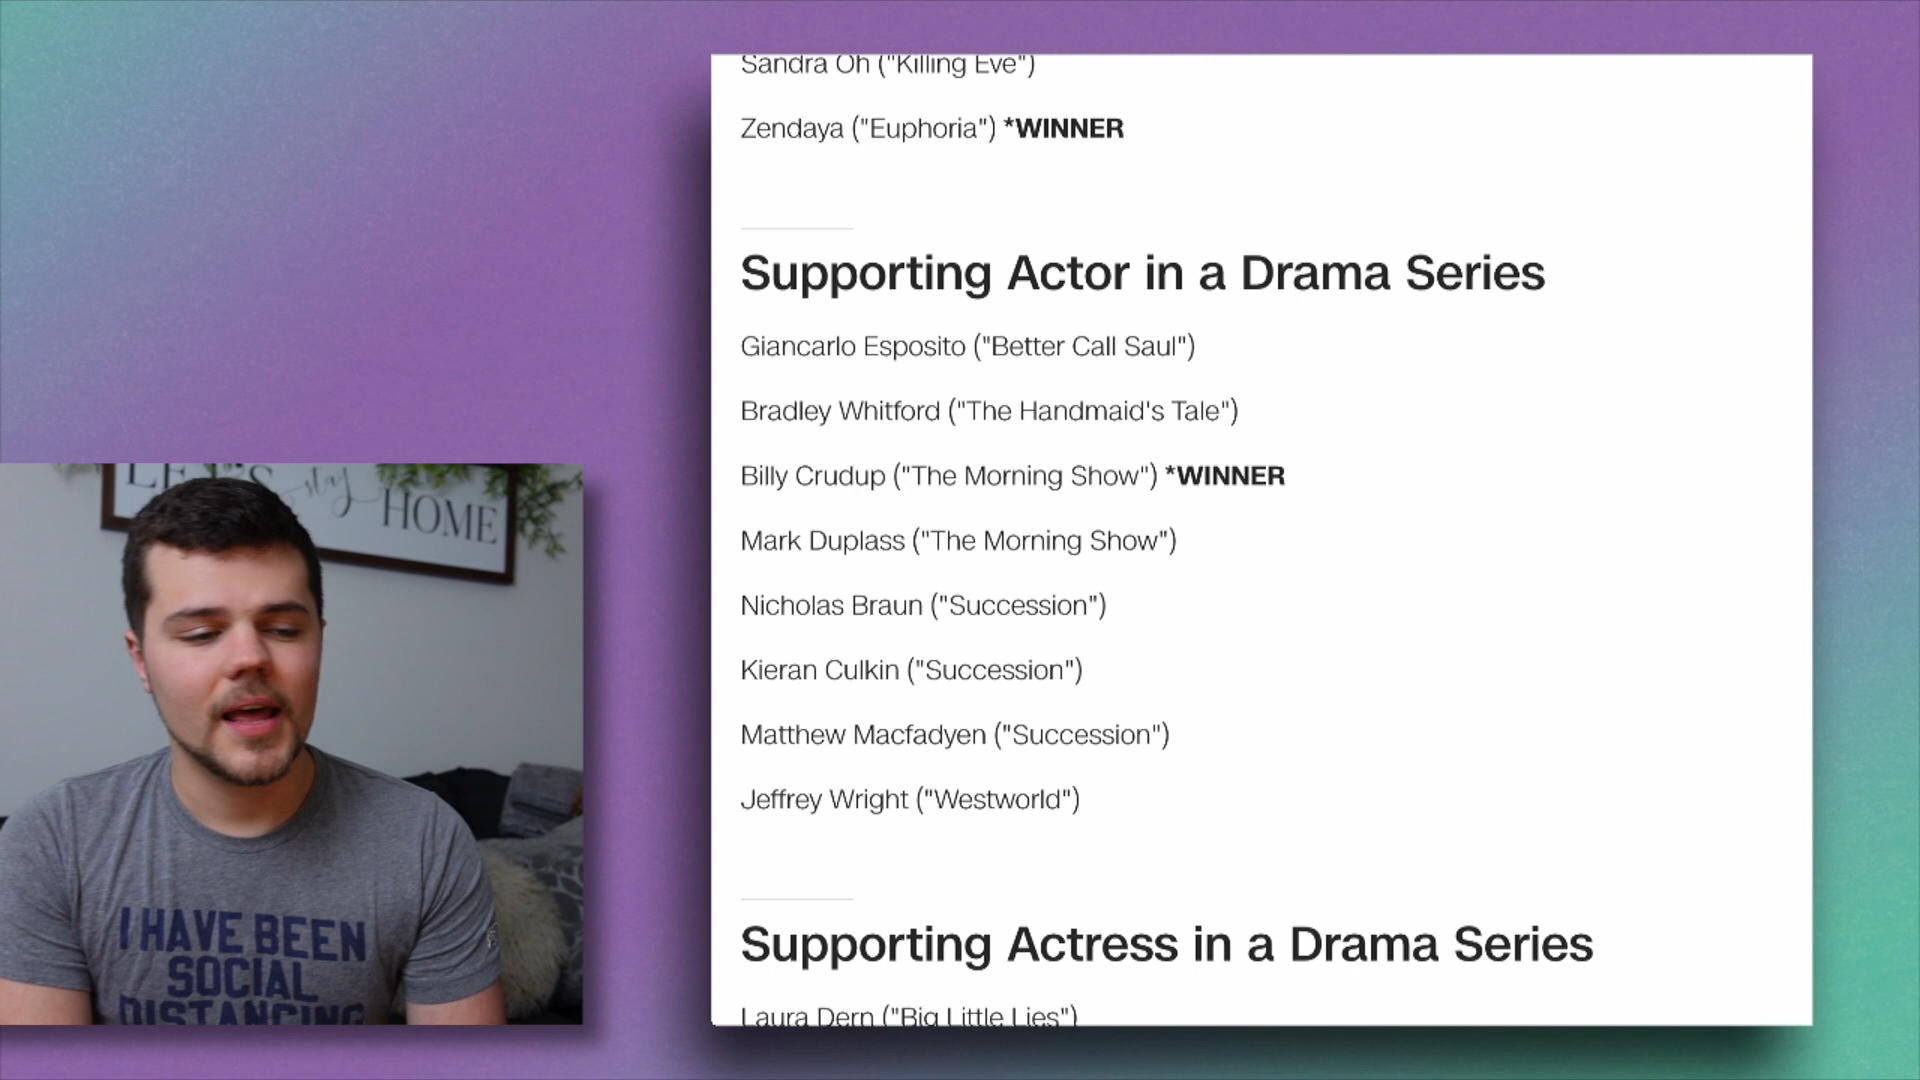 Sandra Oh ("Killing Eve")
Zendaya ("Euphoria") *WINNER
Supporting Actor in a Drama Series
Giancarlo Esposito ("Better Call Saul")
Bradley Whitford ("The Handmaid's Tale")
Billy Crudup ("The Morning Show") *WINNER
Mark Duplass ("The Morning Show")
Nicholas Braun ("Succession")
Kieran Culkin ("Succession")
Matthew Macfadyen ("Succession")
Jeffrey Wright ("Westworld")
Supporting Actress in a Drama Series
Laura Dern ("Big Little Lies")
LET'S stay HOME
I HAVE BEEN
SOCIAL
DISTANCING